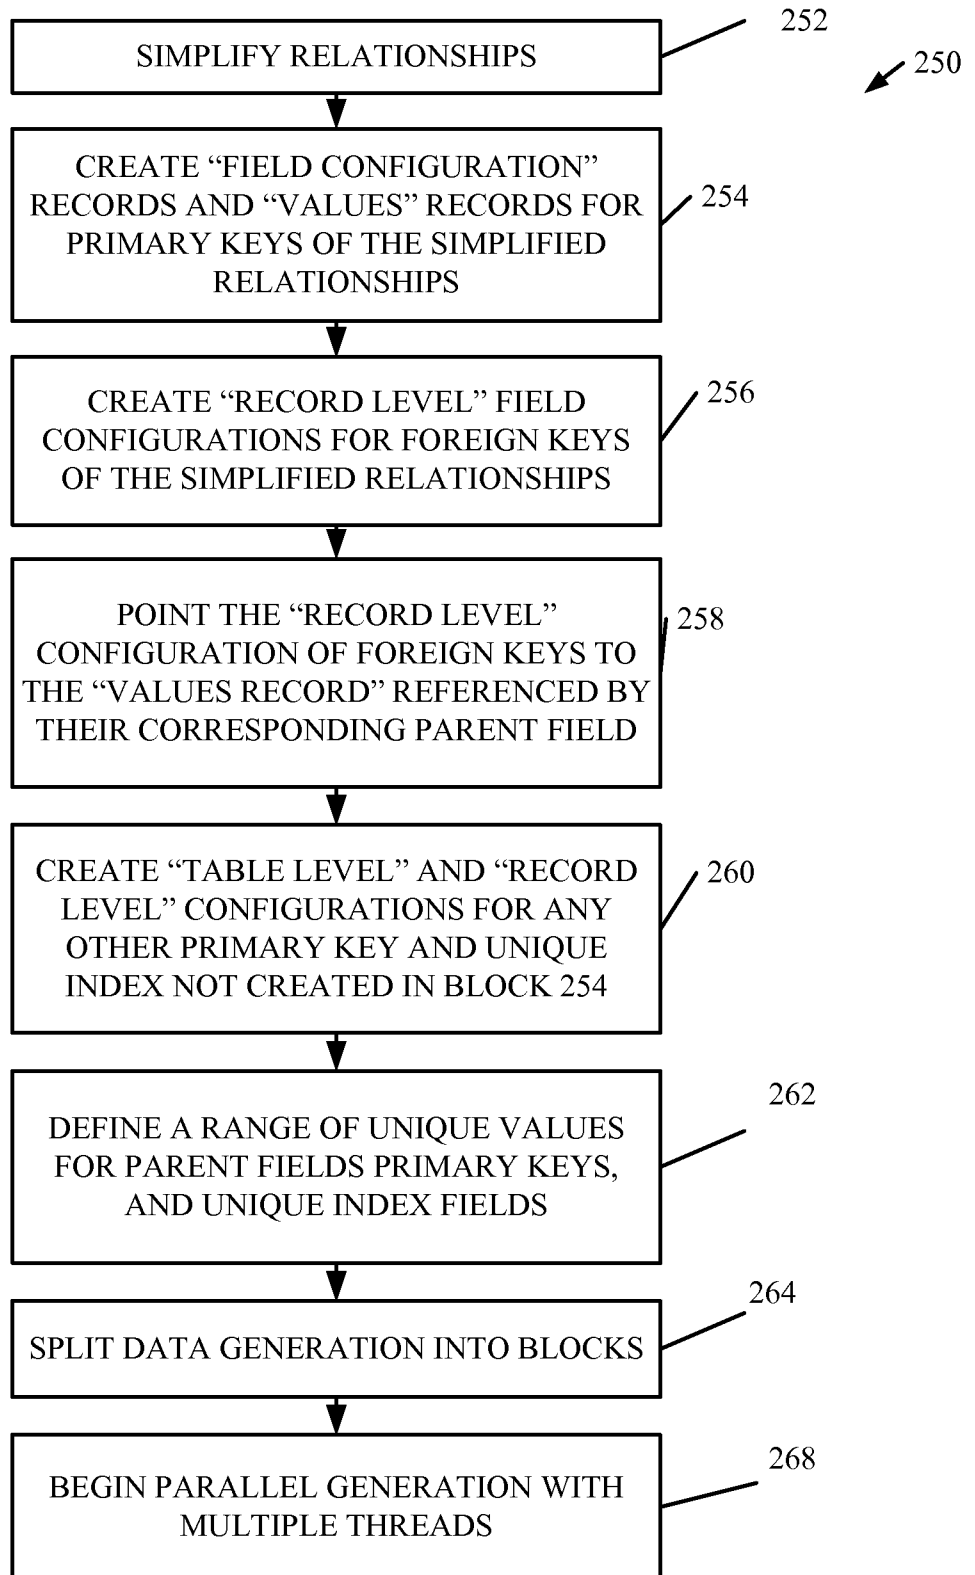 252
SIMPLIFY RELATIONSHIPS
250
CREATE “FIELD CONFIGURATION”
RECORDS AND “VALUES” RECORDS FOR
PRIMARY KEYS OF THE SIMPLIFIED
RELATIONSHIPS
254
CREATE “RECORD LEVEL” FIELD
CONFIGURATIONS FOR FOREIGN KEYS
OF THE SIMPLIFIED RELATIONSHIPS
256
POINT THE “RECORD LEVEL”
CONFIGURATION OF FOREIGN KEYS TO
THE “VALUES RECORD” REFERENCED BY
THEIR CORRESPONDING PARENT FIELD
258
CREATE “TABLE LEVEL” AND “RECORD
LEVEL” CONFIGURATIONS FOR ANY
OTHER PRIMARY KEY AND UNIQUE
INDEX NOT CREATED IN BLOCK 254
260
DEFINE A RANGE OF UNIQUE VALUES
FOR PARENT FIELDS PRIMARY KEYS,
AND UNIQUE INDEX FIELDS
262
SPLIT DATA GENERATION INTO BLOCKS
264
BEGIN PARALLEL GENERATION WITH
MULTIPLE THREADS
268